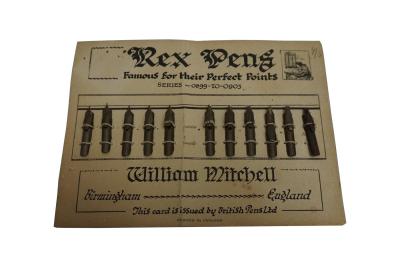 Rex Pens
Famous for their Perfect Points
SERIES - 0899-TO-0903
William Mitchell
Birmingham England
This card is issued by British Pens Ltd